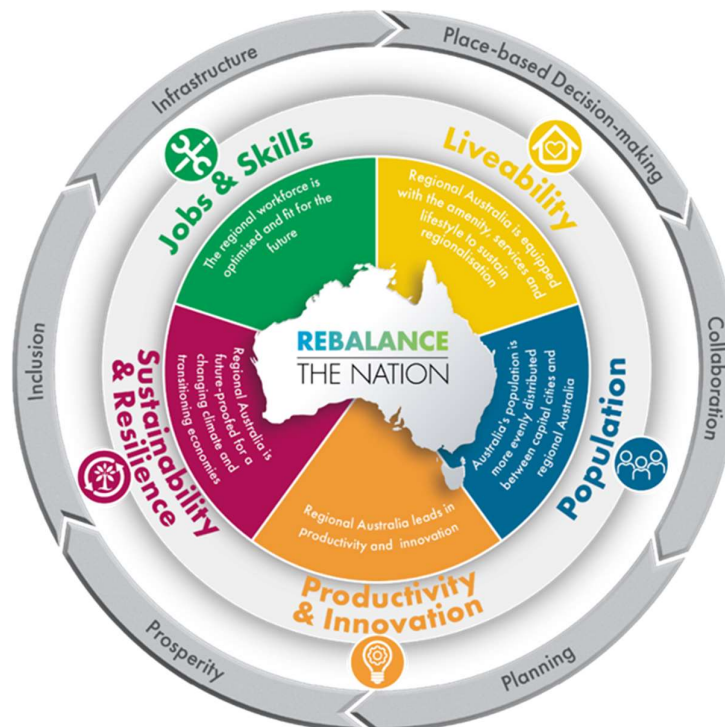 Infrastructure
Place-based Decision-making
Collaboration
Planning
Prosperity
Inclusion
Jobs & Skills
The regional workforce is
optimised and fit for the
future
Liveability
Regional Australia is equipped
with the amenity, services and
lifestyle to sustain
regionalisation
Population
Australia's population is
more evenly distributed
between capital cities and
regional Australia
Productivity
& Innovation
Regional Australia leads in
productivity and innovation
Sustainability
& Resilience
Regional Australia is
future-proofed for a
changing climate and
transitioning economies
REBALANCE
THE NATION